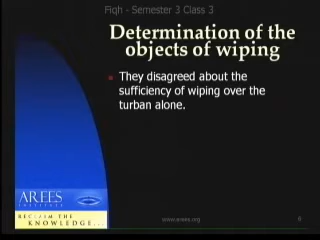 Fiqh - Semester 3 Class 3
Determination of the
objects of wiping
They disagreed about the
sufficiency of wiping over the
turban alone.
AREES
INSTITUTE
RECLAIM THE
KNOWLEDGE...
www.arees.org
8